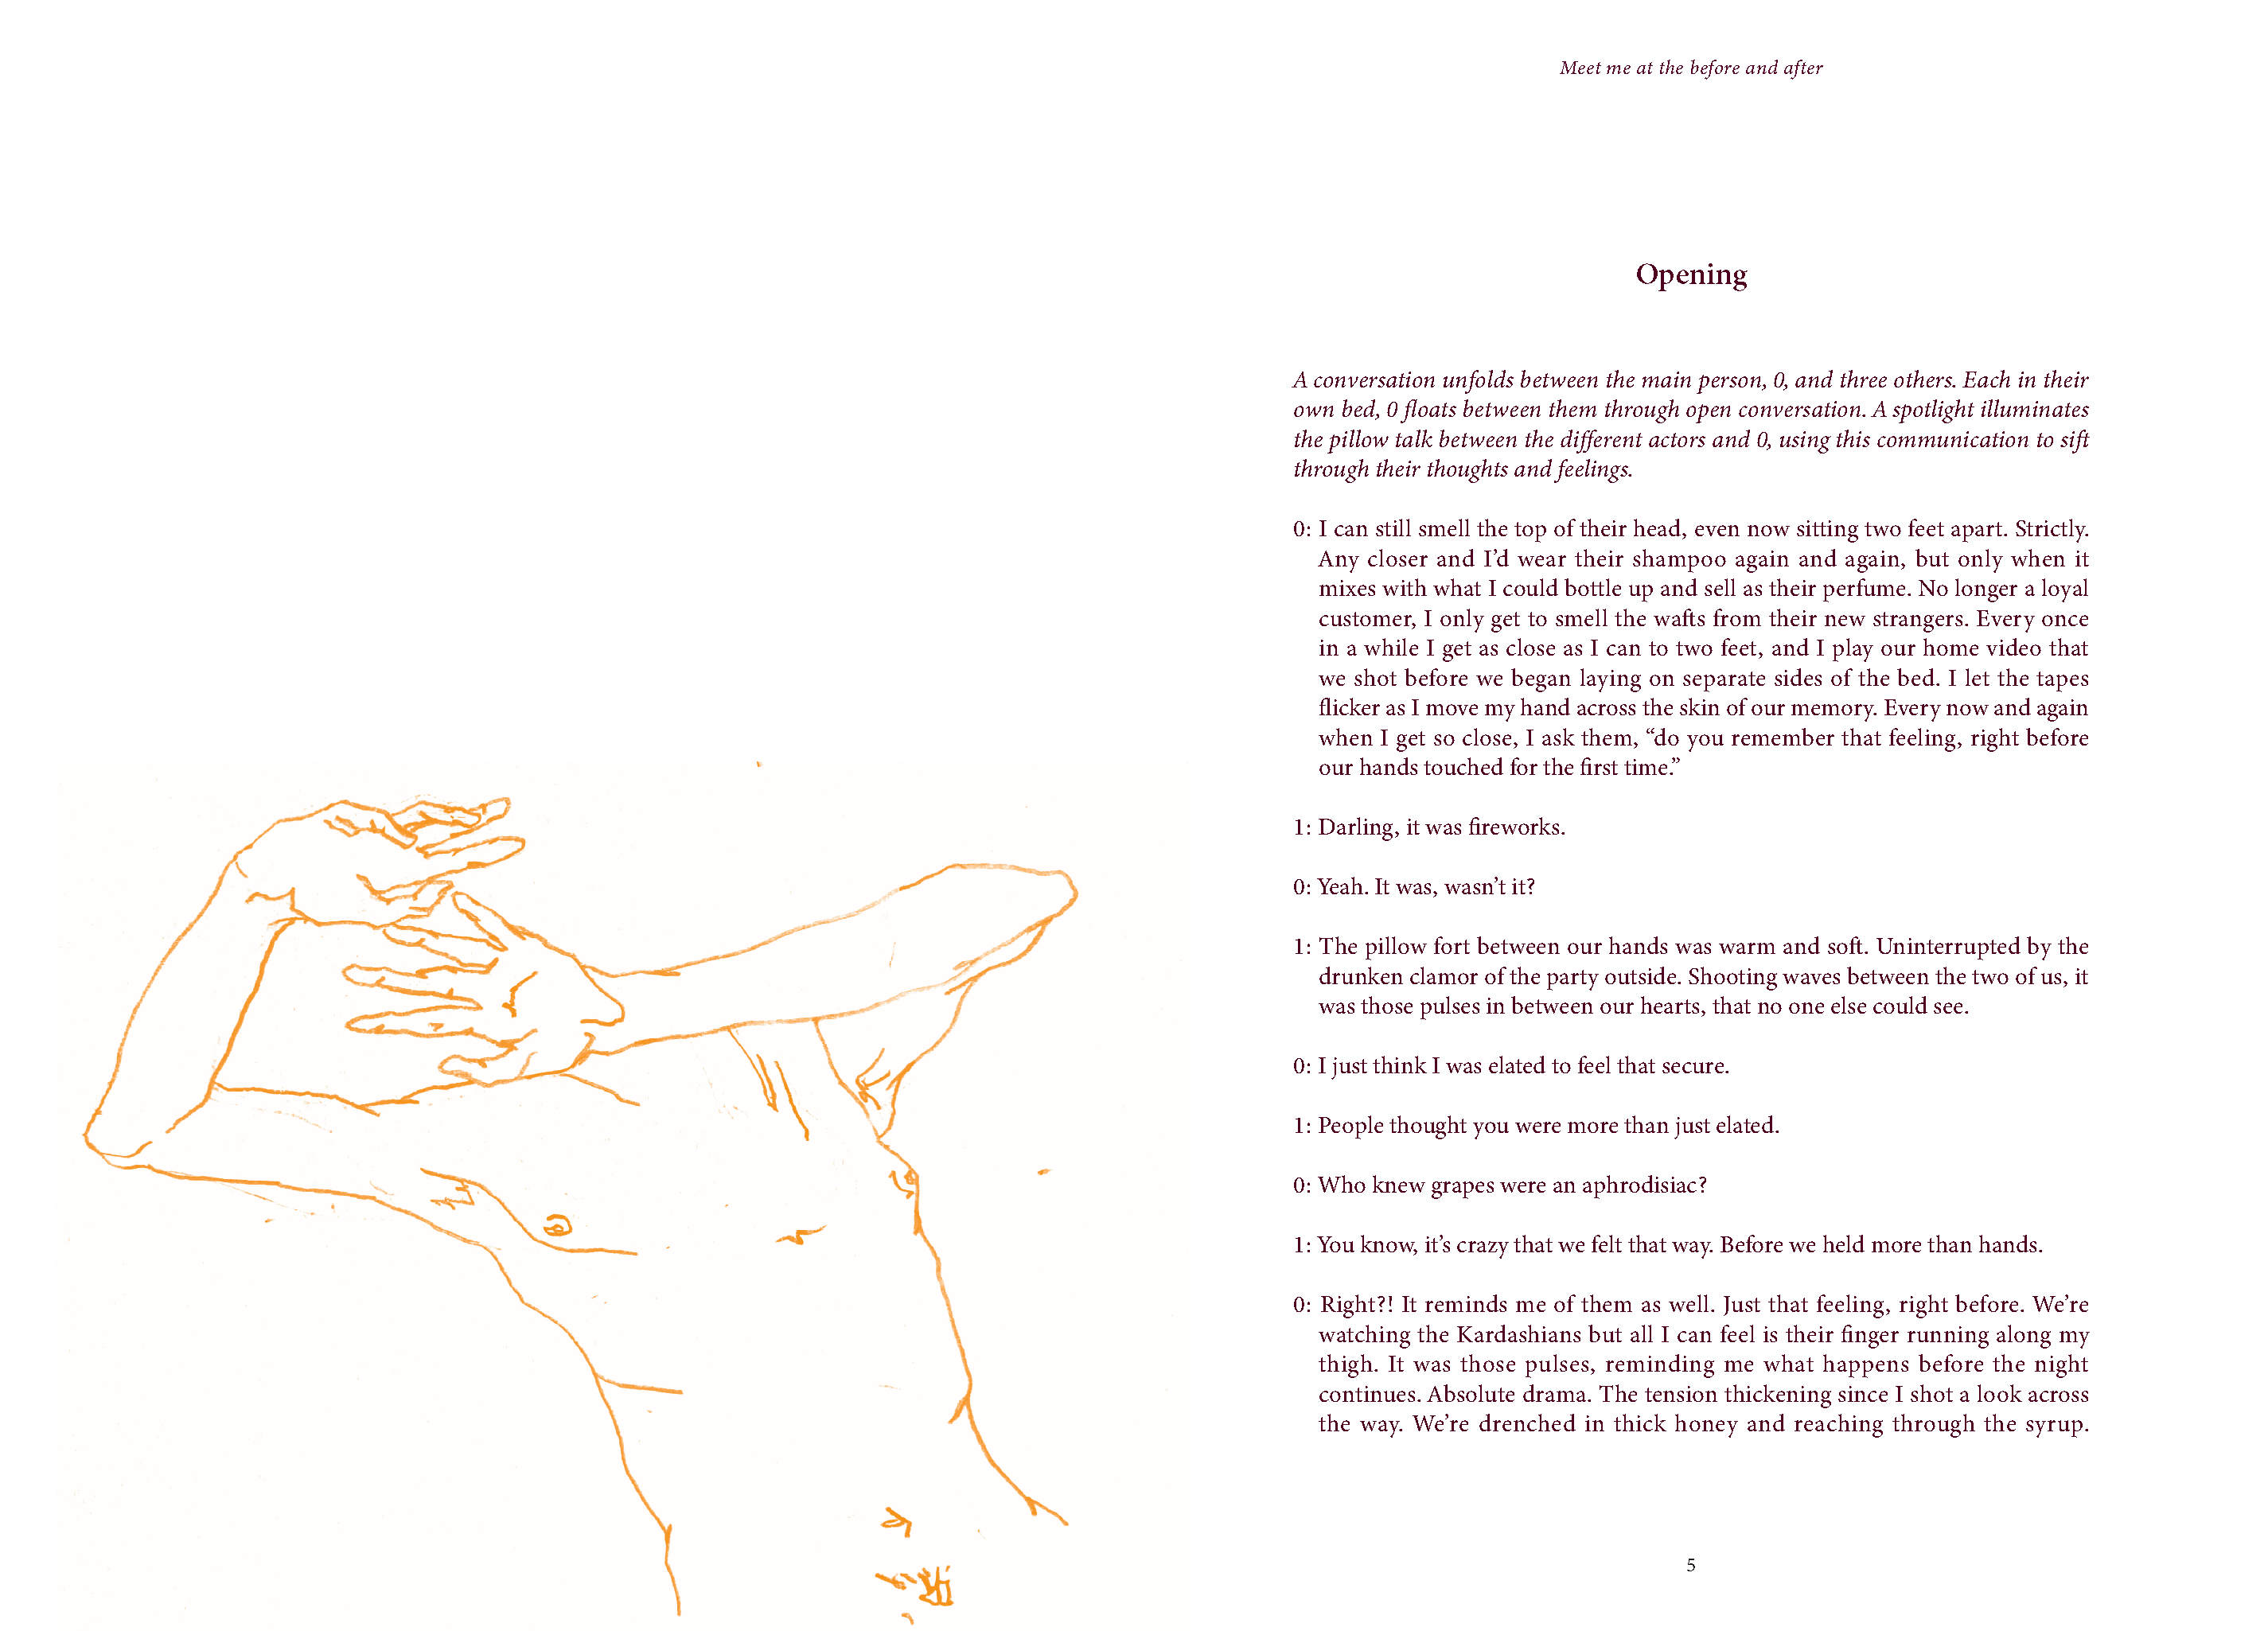 Meet me at the before and after
Opening
A conversation unfolds between the main person, 0, and three others. Each in their
own bed, 0 floats between them through open conversation. A spotlight illuminates
the pillow talk between the different actors and 0, using this communication to sift
through their thoughts and feelings.
0: I can still smell the top of their head, even now sitting two feet apart. Strictly.
Any closer and I’d wear their shampoo again and again, but only when it
mixes with what I could bottle up and sell as their perfume. No longer a loyal
customer, I only get to smell the wafts from their new strangers. Every once
in a while I get as close as I can to two feet, and I play our home video that
we shot before we began laying on separate sides of the bed. I let the tapes
flicker as I move my hand across the skin of our memory. Every now and again
when I get so close, I ask them, “do you remember that feeling, right before
our hands touched for the first time.”
1: Darling, it was fireworks.
0: Yeah. It was, wasn’t it?
1: The pillow fort between our hands was warm and soft. Uninterrupted by the
drunken clamor of the party outside. Shooting waves between the two of us, it
was those pulses in between our hearts, that no one else could see.
0: I just think I was elated to feel that secure.
1: People thought you were more than just elated.
0: Who knew grapes were an aphrodisiac?
1: You know, it’s crazy that we felt that way. Before we held more than hands.
0: Right?! It reminds me of them as well. Just that feeling, right before. We’re
watching the Kardashians but all I can feel is their finger running along my
thigh. It was those pulses, reminding me what happens before the night
continues. Absolute drama. The tension thickening since I shot a look across
the way. We’re drenched in thick honey and reaching through the syrup.
5